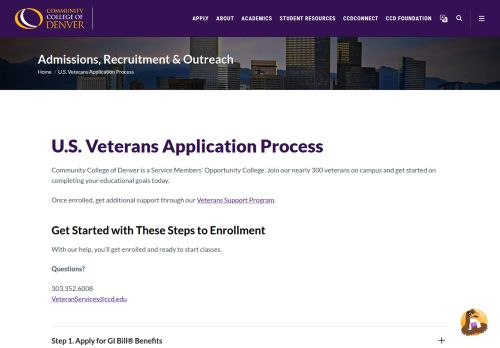 COMMUNITY
COLLEGE OF
DENVER
APPLY ABOUT ACADEMICS STUDENT RESOURCES CCDCONNECT CCD FOUNDATION
Admissions, Recruitment & Outreach
Home / U.S. Veterans Application Process
U.S. Veterans Application Process
Community College of Denver is a Service Members' Opportunity College. Join our nearly 300 veterans on campus and get started on
completing your educational goals today.
Once enrolled, get additional support through our Veterans Support Program.
Get Started with These Steps to Enrollment
With our help, you'll get enrolled and ready to start classes.
Questions?
303.352.6008
VeteranServices@ccd.edu
Step 1. Apply for GI Bill® Benefits